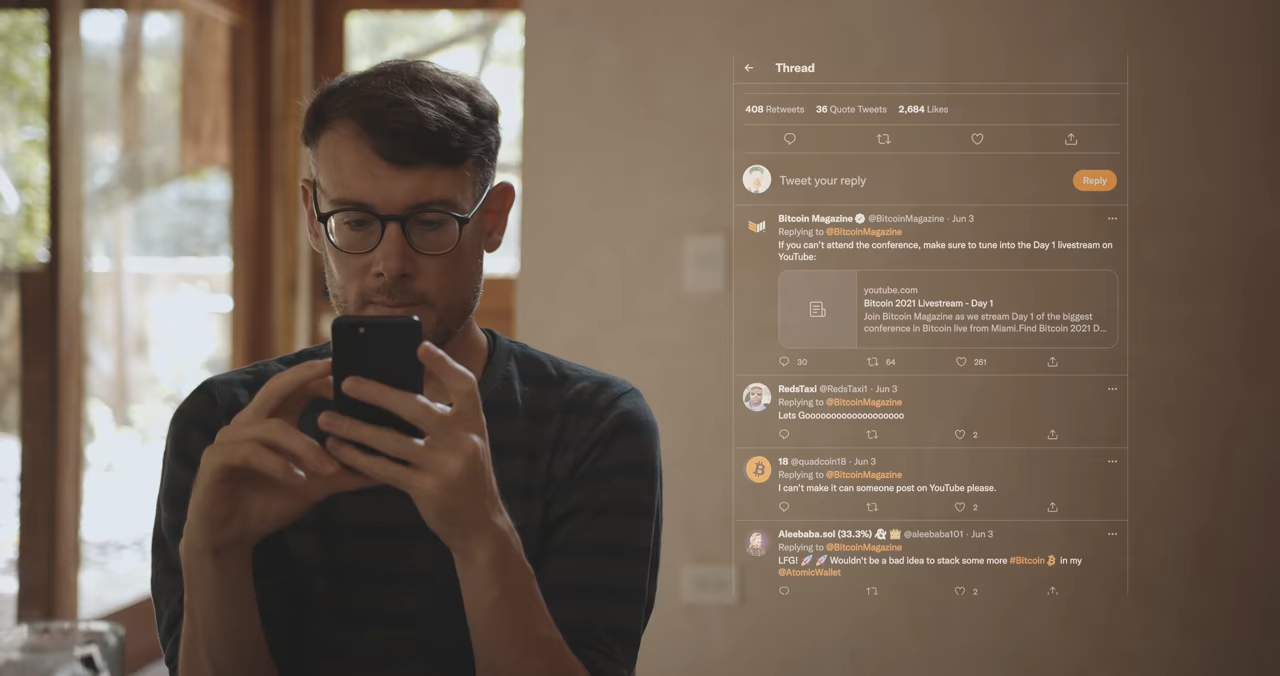 Thread
408 Retweets 36 Quote Tweets 2,684 Likes
Tweet your reply
Reply
Bitcoin Magazine @BitcoinMagazine · Jun 3
Replying to @BitcoinMagazine
If you can't attend the conference, make sure to tune into the Day 1 livestream on
YouTube:
youtube.com
Bitcoin 2021 Livestream - Day 1
Join Bitcoin Magazine as we stream Day 1 of the biggest
conference in Bitcoin live from Miami.Find Bitcoin 2021 D...
30 64 261
RedsTaxi @RedsTaxi1 · Jun 3
Replying to @BitcoinMagazine
Lets Gooooooooooooooooooo
2
18 @quadcoin18 · Jun 3
Replying to @BitcoinMagazine
I can't make it can someone post on YouTube please.
2
Aleebaba.sol (33.3%) 👻 👑 @aleebaba101 · Jun 3
Replying to @BitcoinMagazine
LFG! 🚀 🚀 Wouldn't be a bad idea to stack some more #Bitcoin ₿ in my
@AtomicWallet
2